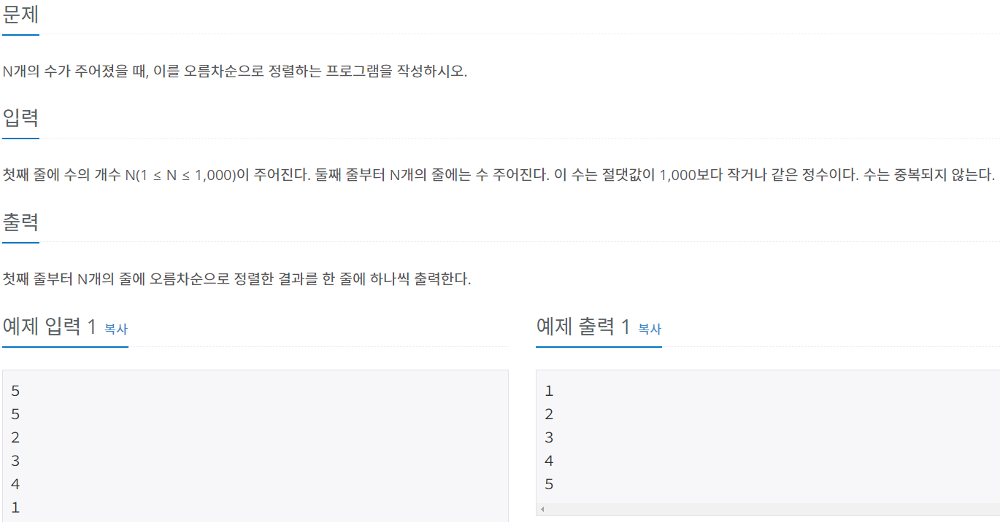 문제
N개의 수가 주어졌을 때, 이를 오름차순으로 정렬하는 프로그램을 작성하시오.
입력
첫째 줄에 수의 개수 N(1 ≤ N ≤ 1,000)이 주어진다. 둘째 줄부터 N개의 줄에는 수 주어진다. 이 수는 절댓값이 1,000보다 작거나 같은 정수이다. 수는 중복되지 않는다.
출력
첫째 줄부터 N개의 줄에 오름차순으로 정렬한 결과를 한 줄에 하나씩 출력한다.
예제 입력 1 복사
5
5
2
3
4
1
예제 출력 1 복사
1
2
3
4
5